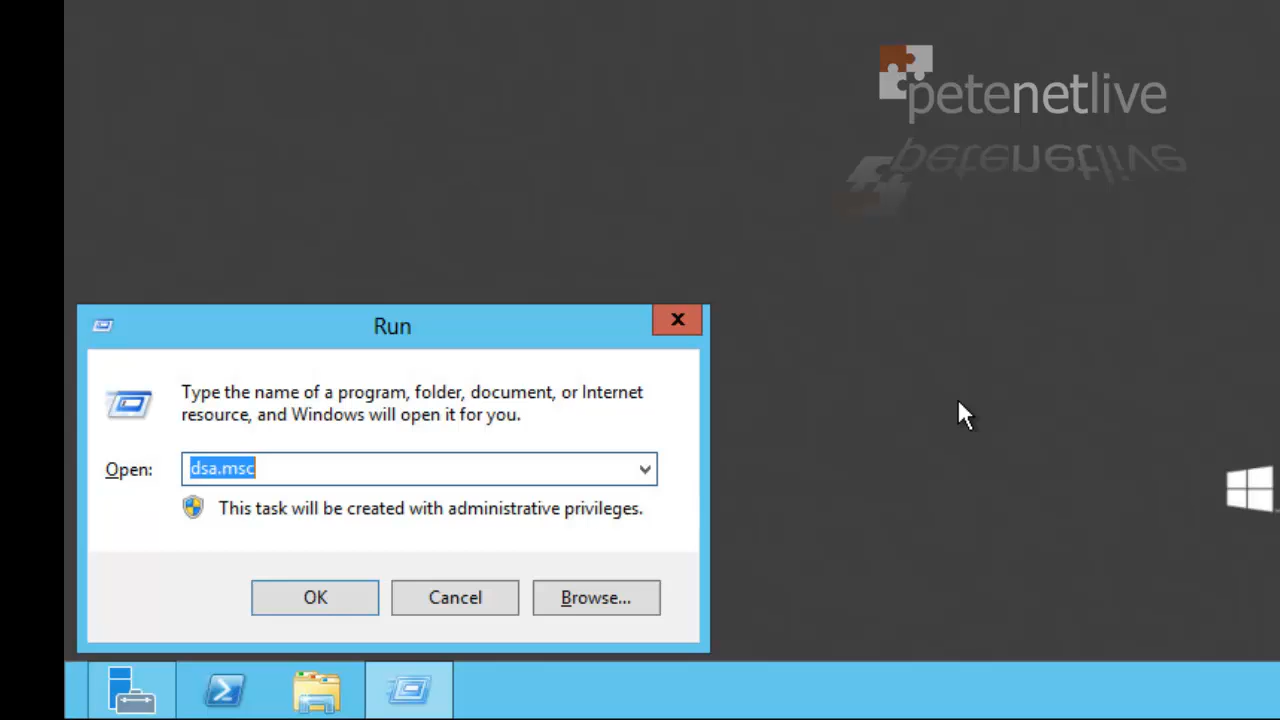 petenetlive
Run
x
Type the name of a program, folder, document, or Internet
resource, and Windows will open it for you.
Open: dsa.msc
This task will be created with administrative privileges.
OK Cancel Browse...